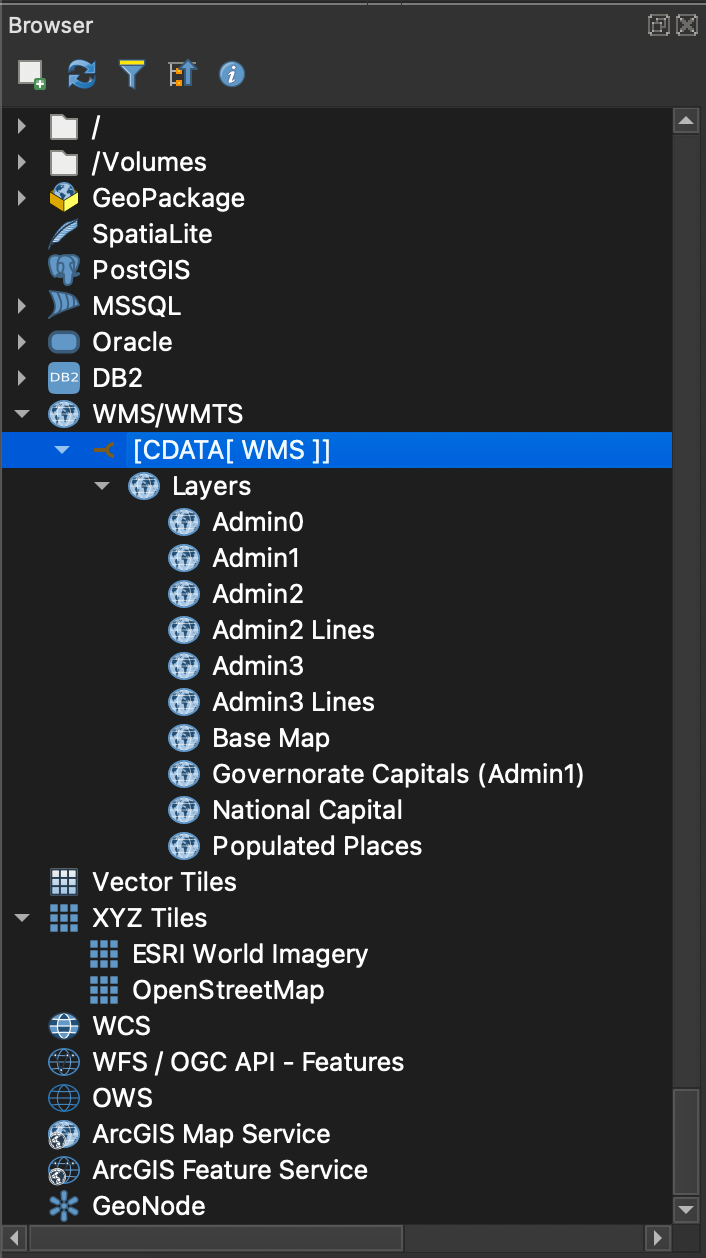 Browser
/
/Volumes
GeoPackage
SpatiaLite
PostGIS
MSSQL
Oracle
DB2 DB2
WMS/WMTS
[CDATA[ WMS ]]
Layers
Admin0
Admin1
Admin2
Admin2 Lines
Admin3
Admin3 Lines
Base Map
Governorate Capitals (Admin1)
National Capital
Populated Places
Vector Tiles
XYZ Tiles
ESRI World Imagery
OpenStreetMap
WCS
WFS / OGC API - Features
OWS
ArcGIS Map Service
ArcGIS Feature Service
GeoNode